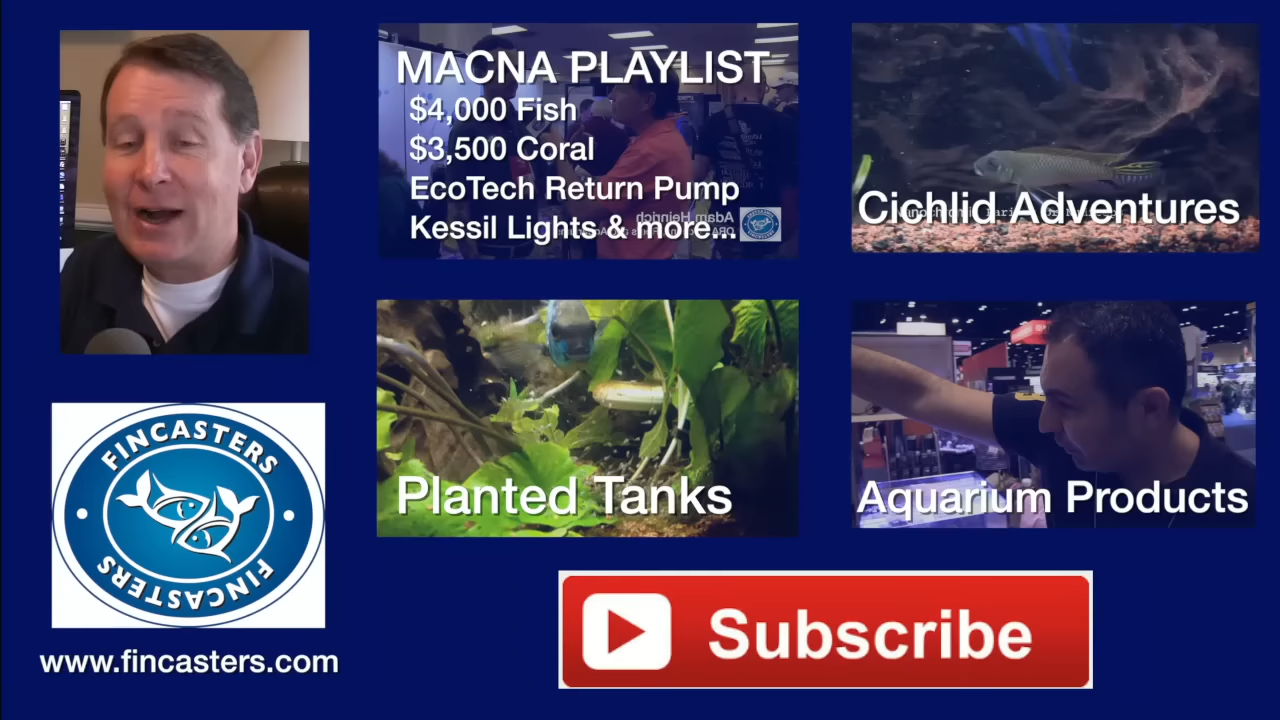 MACNA PLAYLIST
$4,000 Fish
$3,500 Coral
EcoTech Return Pump
Kessil Lights & more...
Adam Heinrich
FINCASTERS
Cichlid Adventures
Planted Tanks
Aquarium Products
FINCASTERS
FINCASTERS
www.fincasters.com
Subscribe